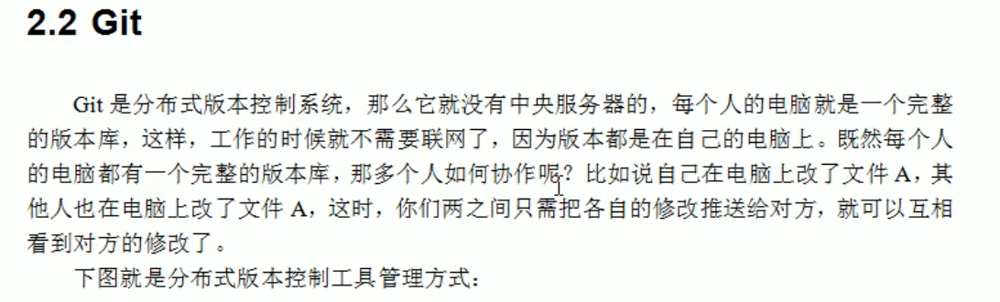 2.2 Git
Git 是分布式版本控制系统，那么它就没有中央服务器的，每个人的电脑就是一个完整
的版本库，这样，工作的时候就不需要联网了，因为版本都是在自己的电脑上。既然每个人
的电脑都有一个完整的版本库，那多个人如何协作呢？比如说自己在电脑上改了文件 A，其
他人也在电脑上改了文件 A，这时，你们两之间只需把各自的修改推送给对方，就可以互相
看到对方的修改了。
下图就是分布式版本控制工具管理方式：